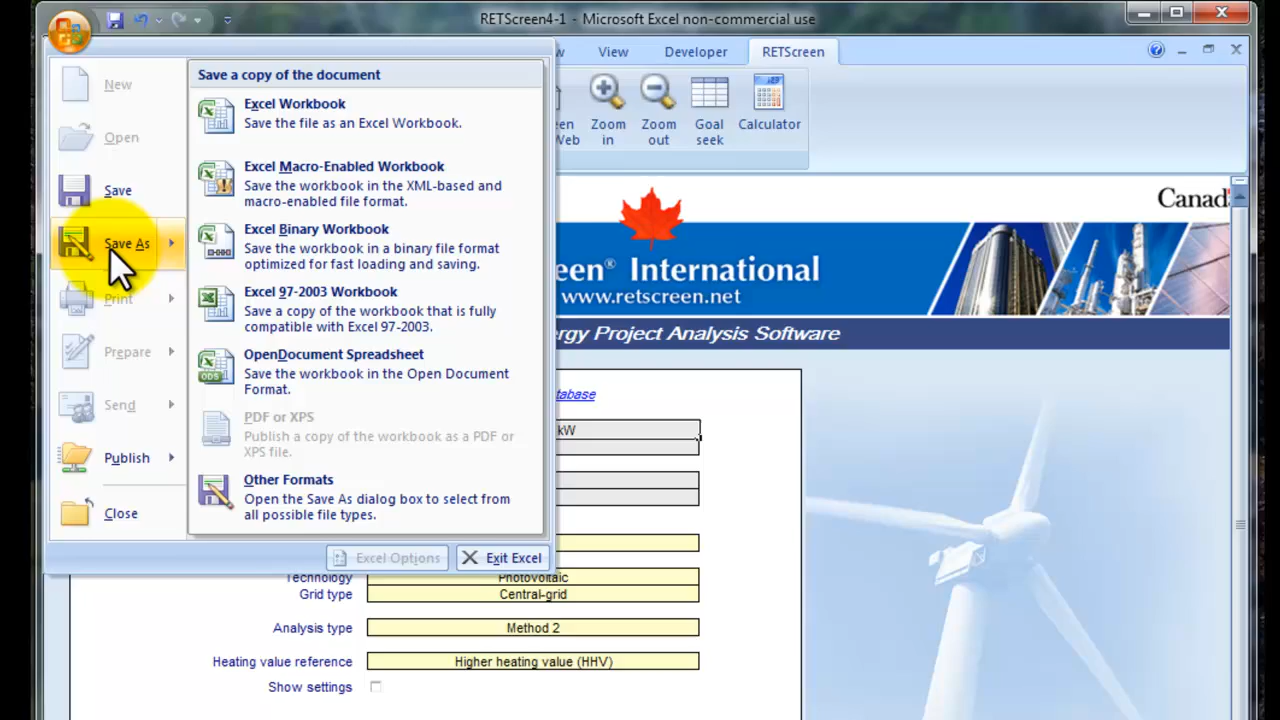 RETScreen4-1 - Microsoft Excel non-commercial use
View
Developer
RETScreen
New
Open
Save
Save As
Print
Prepare
Send
Publish
Close
Save a copy of the document
Excel Workbook
Save the file as an Excel Workbook.
Excel Macro-Enabled Workbook
Save the workbook in the XML-based and
macro-enabled file format.
Excel Binary Workbook
Save the workbook in a binary file format
optimized for fast loading and saving.
Excel 97-2003 Workbook
Save a copy of the workbook that is fully
compatible with Excel 97-2003.
OpenDocument Spreadsheet
Save the workbook in the Open Document
Format.
PDF or XPS
Publish a copy of the workbook as a PDF or
XPS file.
Other Formats
Open the Save As dialog box to select from
all possible file types.
Excel Options
Exit Excel
Zoom
in
Zoom
out
Goal
seek
Calculator
Web
Canad
creen® International
www.retscreen.net
ergy Project Analysis Software
tabase
kW
Technology
Photovoltaic
Grid type
Central-grid
Analysis type
Method 2
Heating value reference
Higher heating value (HHV)
Show settings